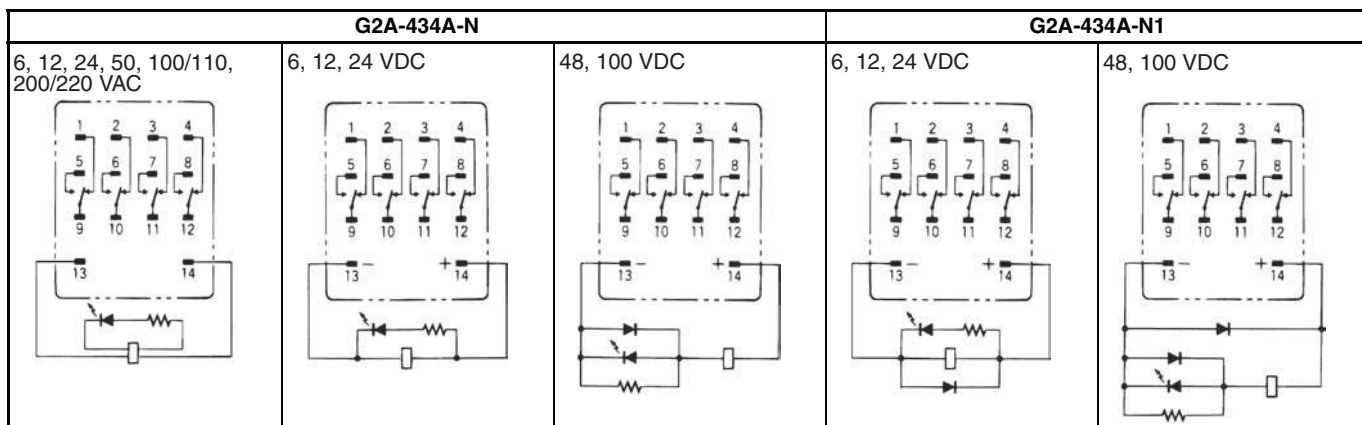 G2A-434A-N
G2A-434A-N1
6, 12, 24, 50, 100/110,
200/220 VAC
1 2 3 4
5 6 7 8
9 10 11 12
13 14
6, 12, 24 VDC
1 2 3 4
5 6 7 8
9 10 11 12
− +
13 14
48, 100 VDC
1 2 3 4
5 6 7 8
9 10 11 12
− +
13 14
6, 12, 24 VDC
1 2 3 4
5 6 7 8
9 10 11 12
− +
13 14
48, 100 VDC
1 2 3 4
5 6 7 8
9 10 11 12
− +
13 14